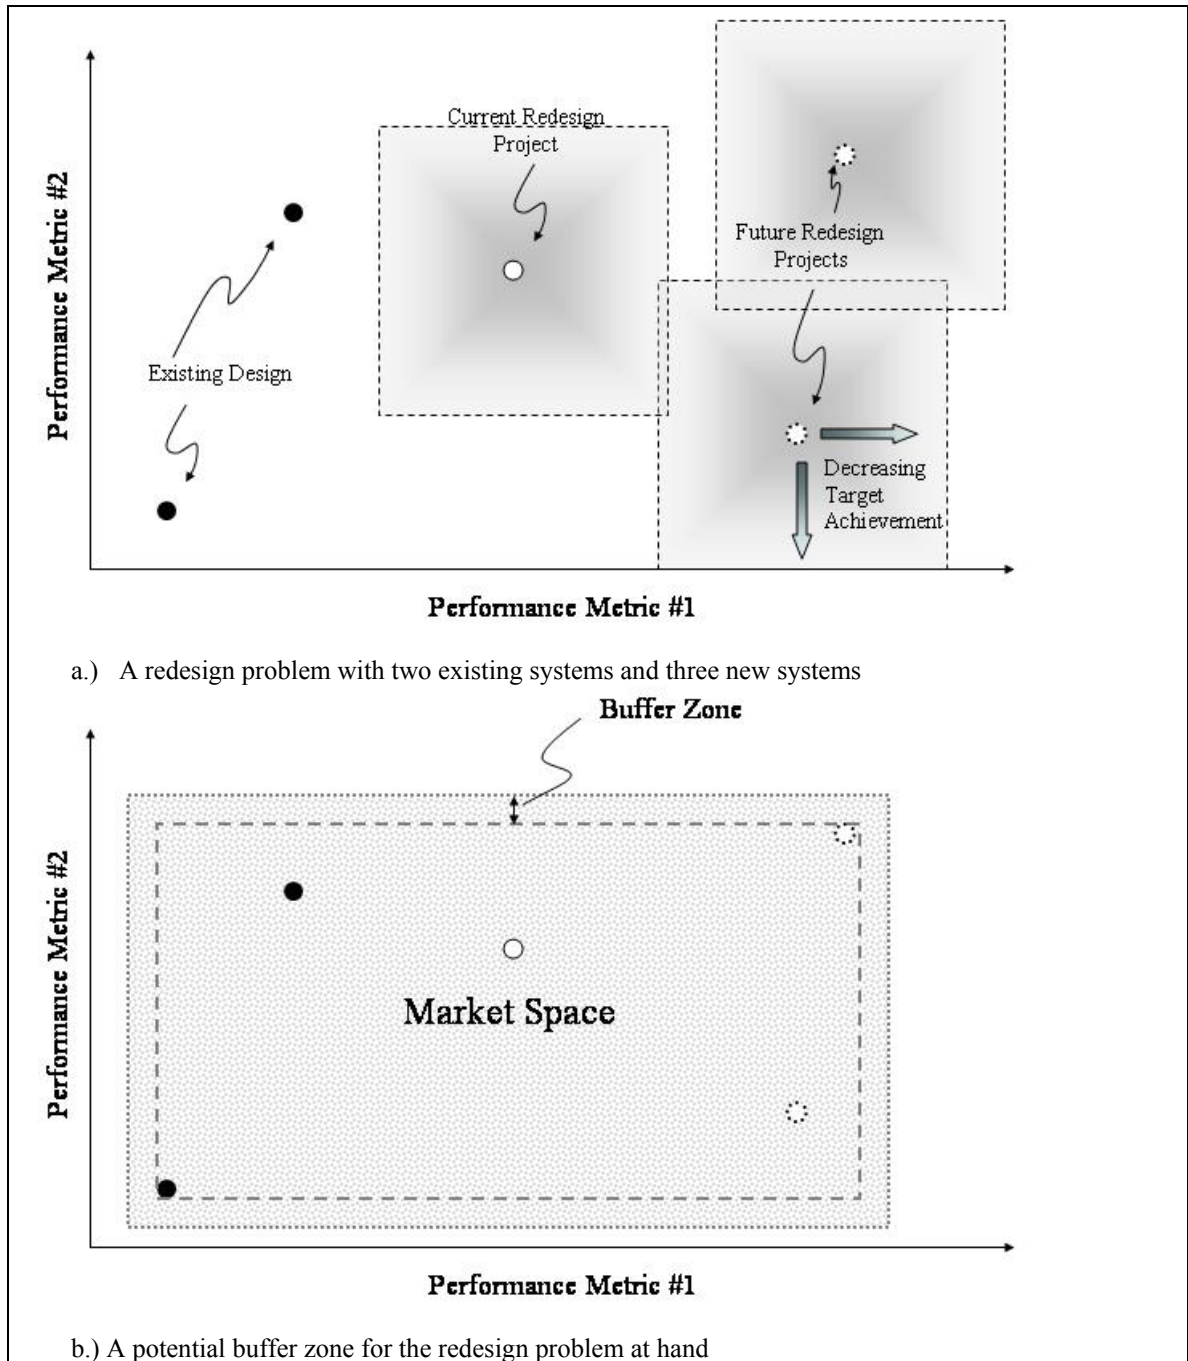 Current Redesign
Project
Performance Metric #2
Future Redesign
Projects
Existing Design
Decreasing
Target
Achievement
Performance Metric #1
a.) A redesign problem with two existing systems and three new systems
Buffer Zone
Performance Metric #2
Market Space
Performance Metric #1
b.) A potential buffer zone for the redesign problem at hand